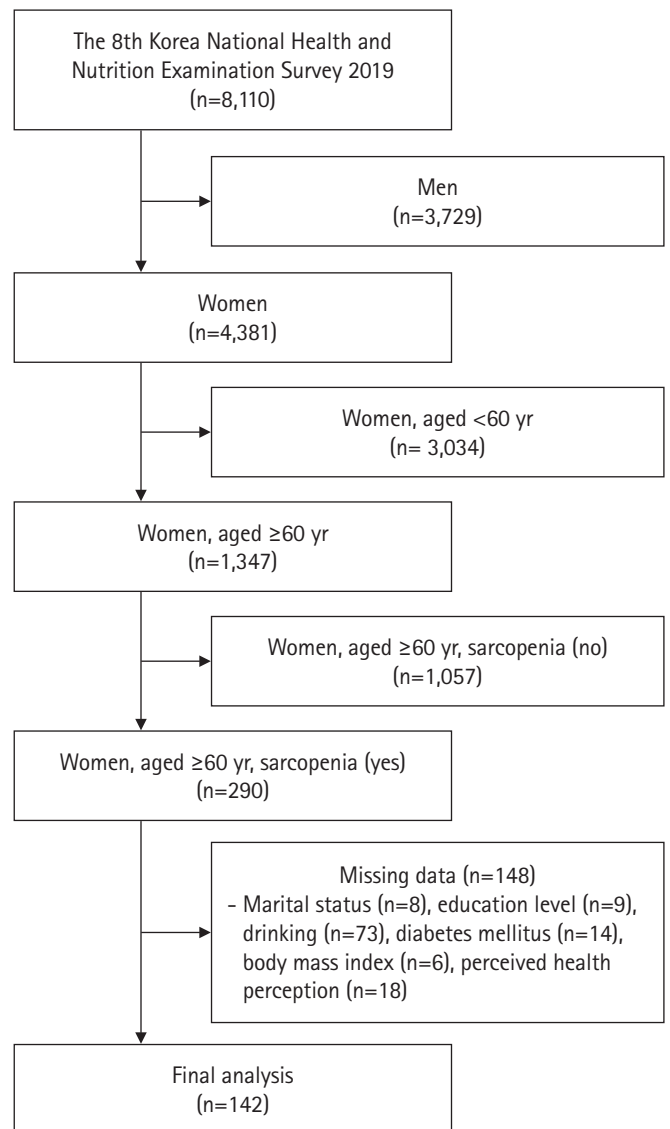 The 8th Korea National Health and
Nutrition Examination Survey 2019
(n=8,110)
Men
(n=3,729)
Women
(n=4,381)
Women, aged <60 yr
(n= 3,034)
Women, aged ≥60 yr
(n=1,347)
Women, aged ≥60 yr, sarcopenia (no)
(n=1,057)
Women, aged ≥60 yr, sarcopenia (yes)
(n=290)
Missing data (n=148)
- Marital status (n=8), education level (n=9),
drinking (n=73), diabetes mellitus (n=14),
body mass index (n=6), perceived health
perception (n=18)
Final analysis
(n=142)